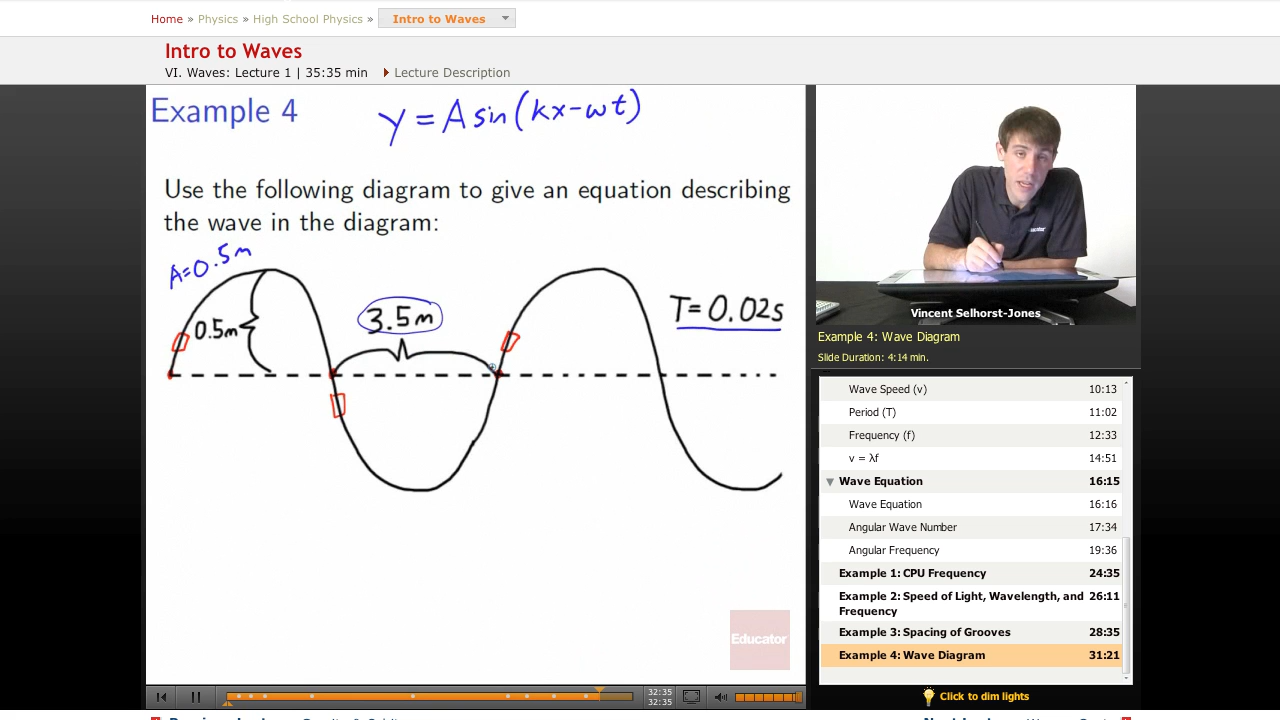 Home » Physics » High School Physics » Intro to Waves
Intro to Waves
VI. Waves: Lecture 1 | 35:35 min Lecture Description
Example 4
y = A sin(kx-ωt)
Use the following diagram to give an equation describing
the wave in the diagram:
A=0.5m
0.5m
3.5m
T=0.02s
Educator
Vincent Selhorst-Jones
Example 4: Wave Diagram
Slide Duration: 4:14 min.
Wave Speed (v) 10:13
Period (T) 11:02
Frequency (f) 12:33
v = λf 14:51
Wave Equation 16:15
Wave Equation 16:16
Angular Wave Number 17:34
Angular Frequency 19:36
Example 1: CPU Frequency 24:35
Example 2: Speed of Light, Wavelength, and 26:11
Frequency
Example 3: Spacing of Grooves 28:35
Example 4: Wave Diagram 31:21
32:35
32:35
Click to dim lights